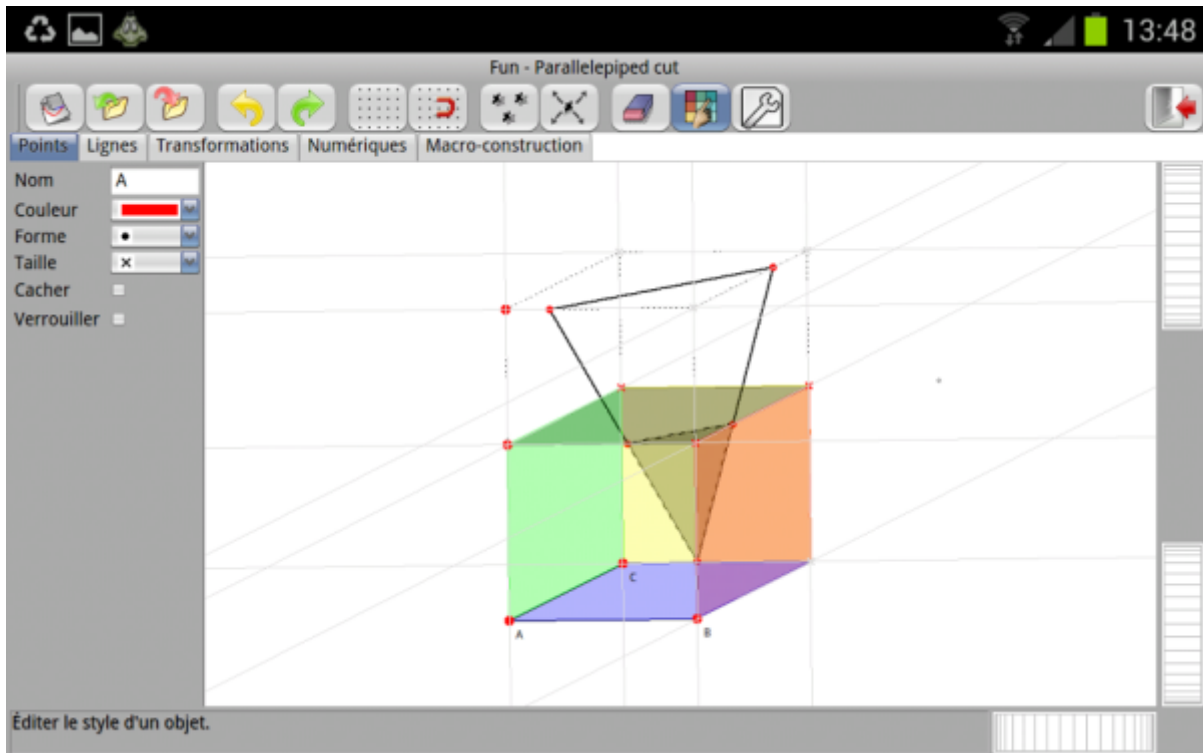 13:48
Fun - Parallelepiped cut
Points Lignes Transformations Numériques Macro-construction
Nom A
Couleur
Forme
Taille
Cacher
Verrouiller
C
A B
Éditer le style d'un objet.